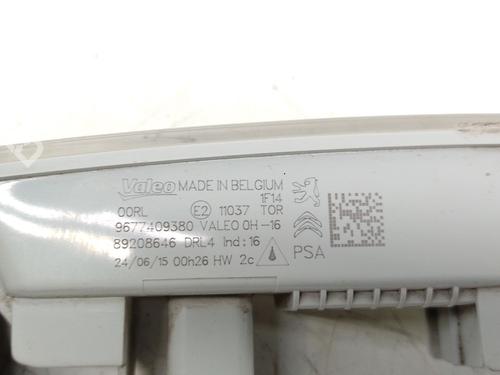 Valeo MADE IN BELGIUM
1F14
00RL E2 11037 TOR
9677409380 VALEO 0H-16
89208646 DRL4 Ind:16
24/06/15 00h26 HW 2c
PSA